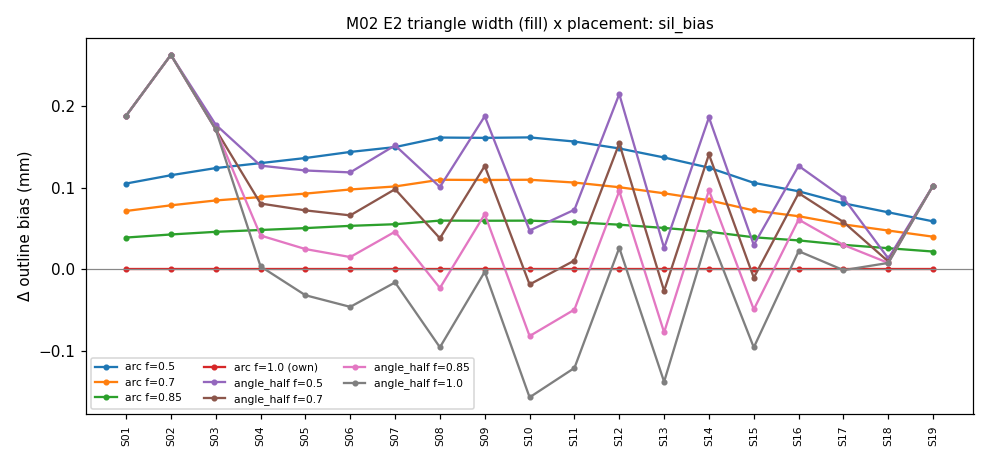 M02 E2 triangle width (fill) x placement: sil_bias
Δ outline bias (mm)
0.2
0.1
0.0
−0.1
arc f=0.5
arc f=0.7
arc f=0.85
arc f=1.0 (own)
angle_half f=0.5
angle_half f=0.7
angle_half f=0.85
angle_half f=1.0
S01
S02
S03
S04
S05
S06
S07
S08
S09
S10
S11
S12
S13
S14
S15
S16
S17
S18
S19